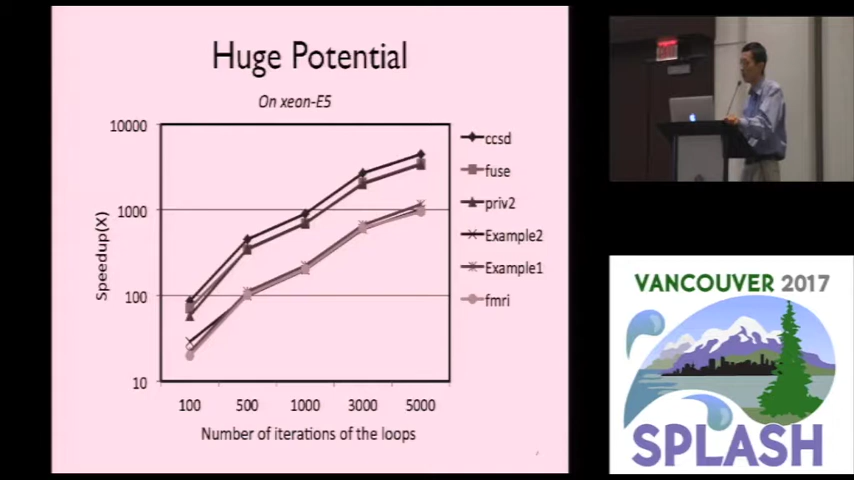 Huge Potential
On xeon-E5
10000
1000
100
10
Speedup(X)
100 500 1000 3000 5000
Number of iterations of the loops
ccsd
fuse
priv2
Example2
Example1
fmri
VANCOUVER 2017
SPLASH